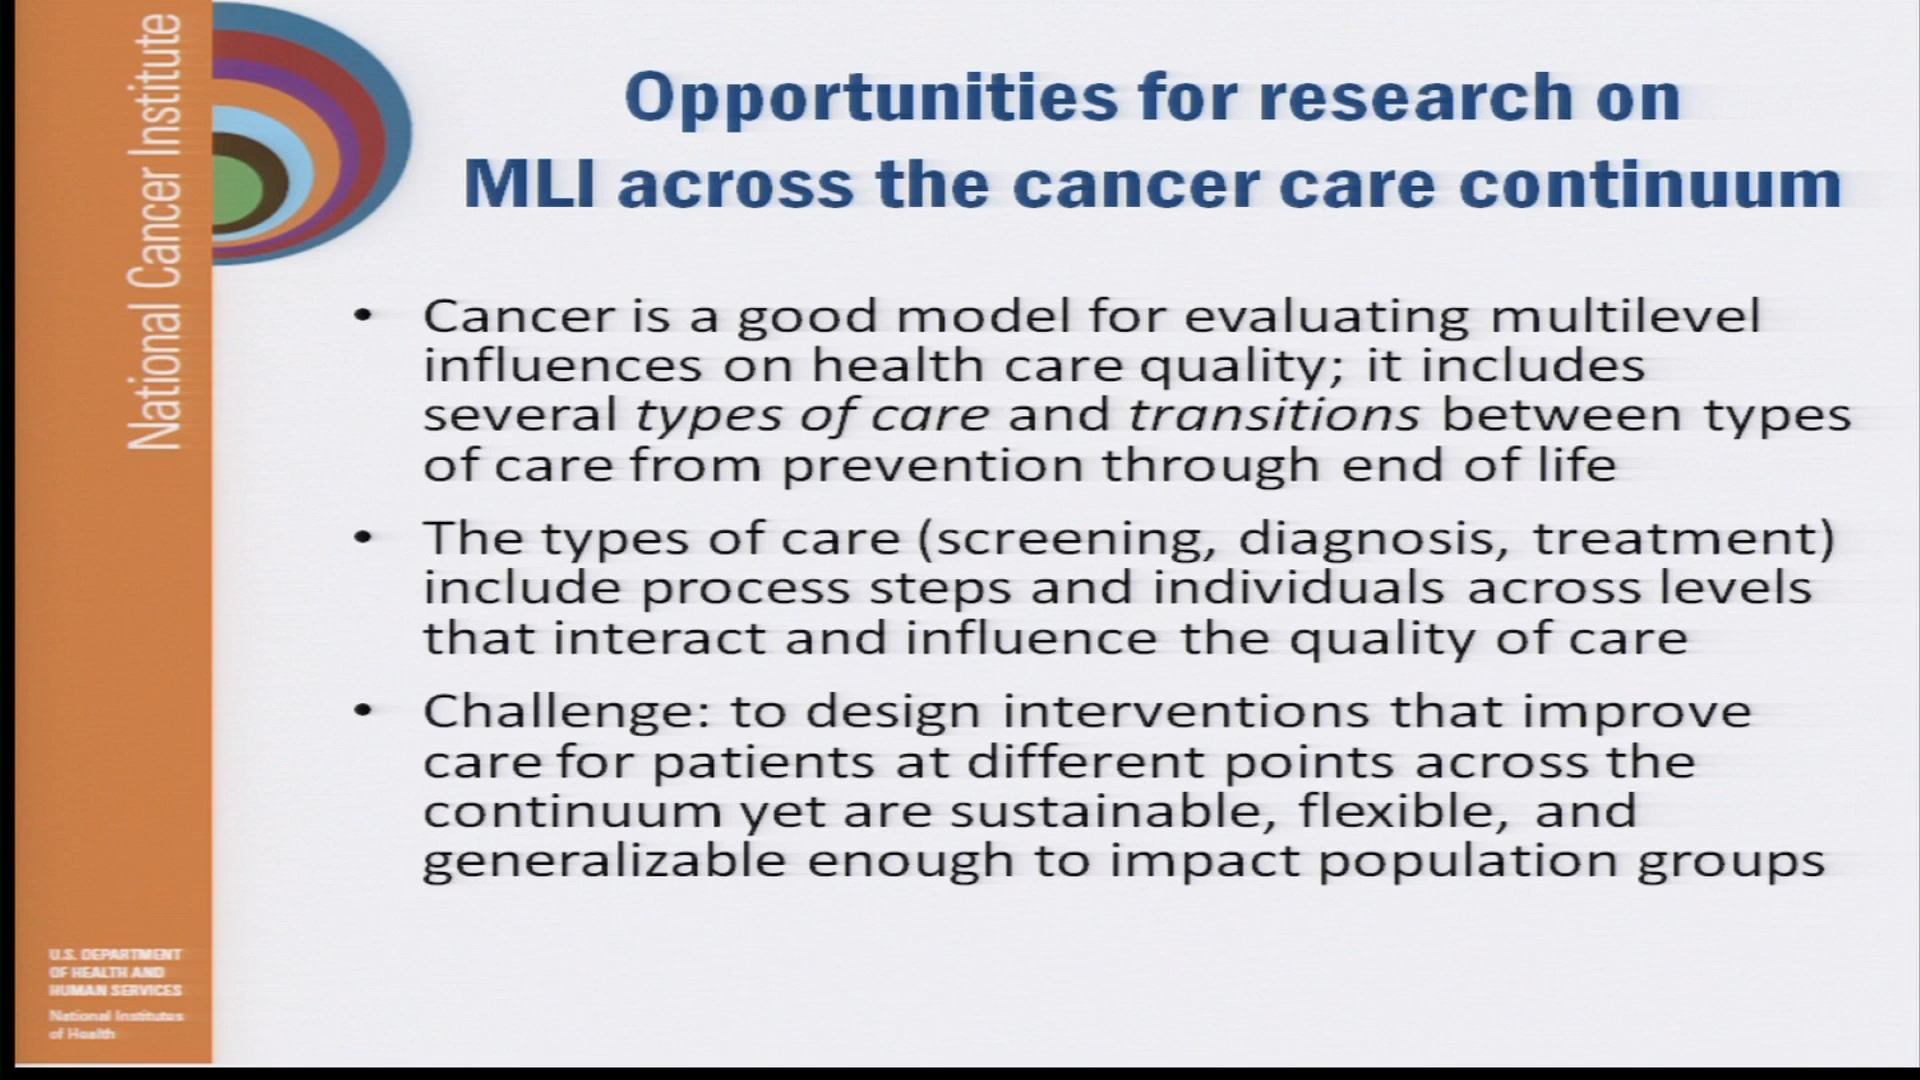 National Cancer Institute
Opportunities for research on
MLI across the cancer care continuum
• Cancer is a good model for evaluating multilevel
influences on health care quality; it includes
several types of care and transitions between types
of care from prevention through end of life
• The types of care (screening, diagnosis, treatment)
include process steps and individuals across levels
that interact and influence the quality of care
• Challenge: to design interventions that improve
care for patients at different points across the
continuum yet are sustainable, flexible, and
generalizable enough to impact population groups
U.S. DEPARTMENT
OF HEALTH AND
HUMAN SERVICES
National Institutes
of Health